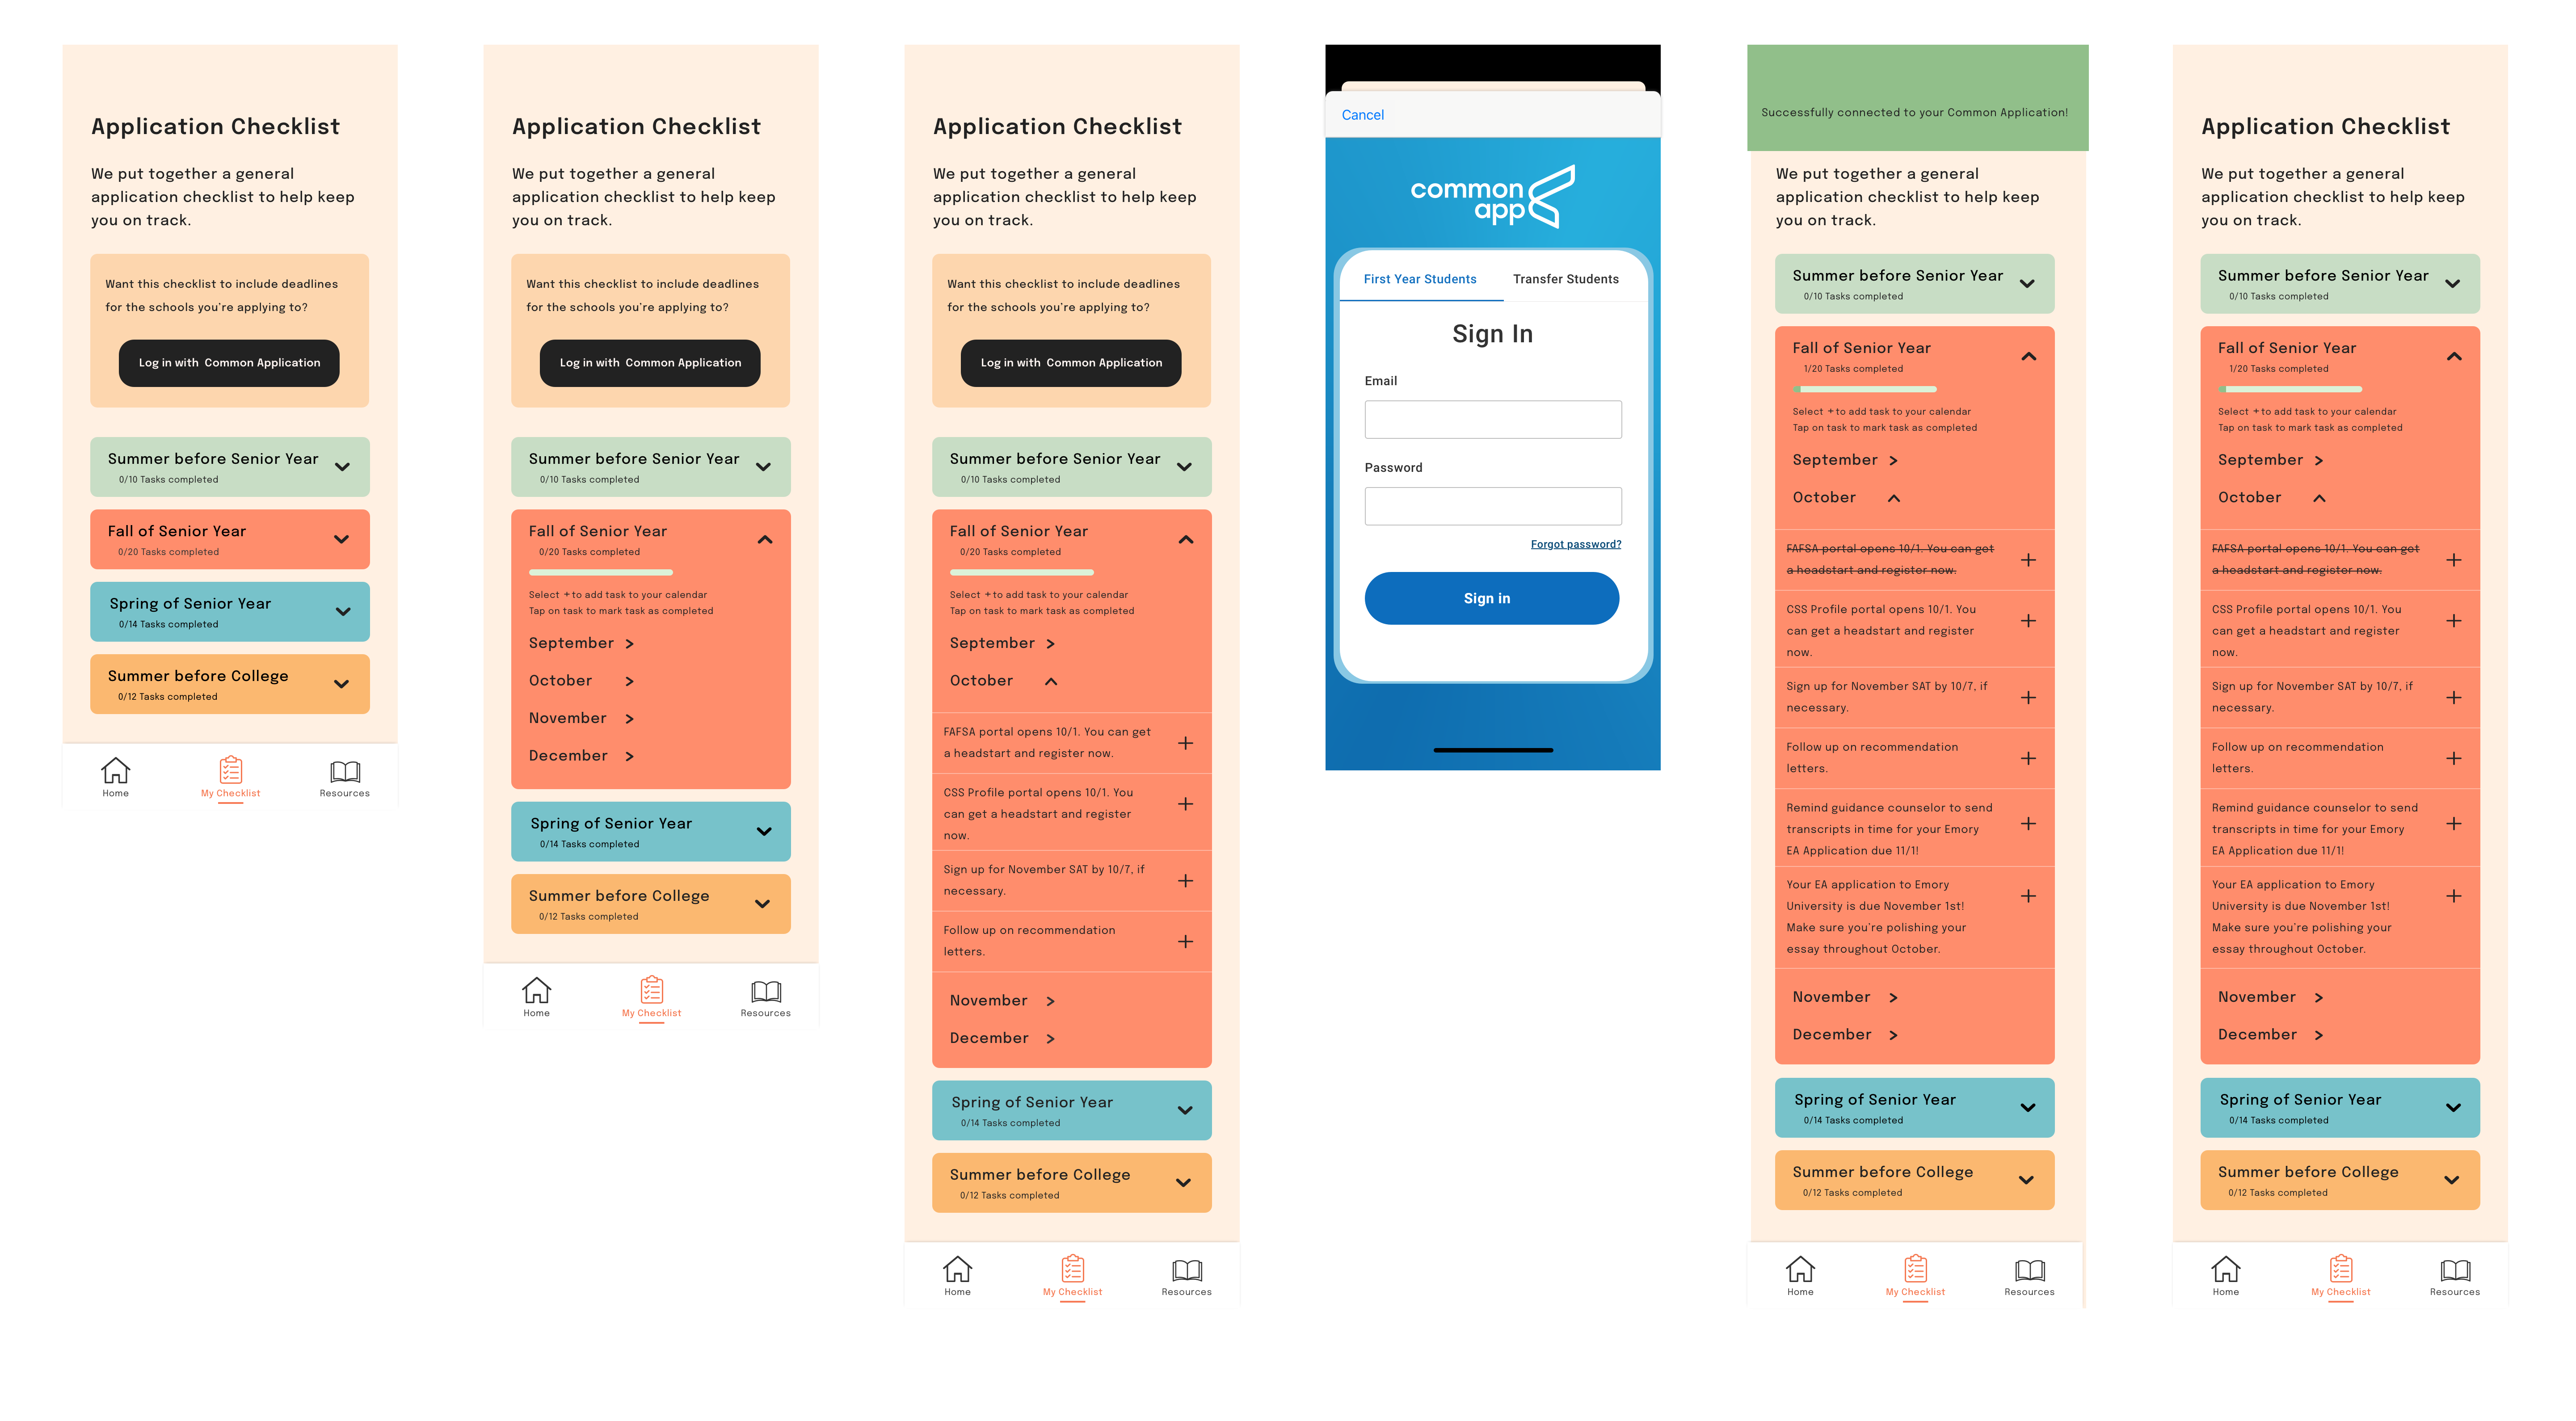 Application Checklist
We put together a general
application checklist to help keep
you on track.
Want this checklist to include deadlines
for the schools you're applying to?
Log in with Common Application
Summer before Senior Year
0/10 Tasks completed
Fall of Senior Year
0/20 Tasks completed
Spring of Senior Year
0/14 Tasks completed
Summer before College
0/12 Tasks completed
Home
My Checklist
Resources
Application Checklist
We put together a general
application checklist to help keep
you on track.
Want this checklist to include deadlines
for the schools you're applying to?
Log in with Common Application
Summer before Senior Year
0/10 Tasks completed
Fall of Senior Year
0/20 Tasks completed
Select + to add task to your calendar
Tap on task to mark task as completed
September >
October >
November >
December >
Spring of Senior Year
0/14 Tasks completed
Summer before College
0/12 Tasks completed
Home
My Checklist
Resources
Application Checklist
We put together a general
application checklist to help keep
you on track.
Want this checklist to include deadlines
for the schools you're applying to?
Log in with Common Application
Summer before Senior Year
0/10 Tasks completed
Fall of Senior Year
0/20 Tasks completed
Select + to add task to your calendar
Tap on task to mark task as completed
September >
October
FAFSA portal opens 10/1. You can get
a headstart and register now.
CSS Profile portal opens 10/1. You
can get a headstart and register
now.
Sign up for November SAT by 10/7, if
necessary.
Follow up on recommendation
letters.
November >
December >
Spring of Senior Year
0/14 Tasks completed
Summer before College
0/12 Tasks completed
Home
My Checklist
Resources
Cancel
common
app
First Year Students
Transfer Students
Sign In
Email
Password
Forgot password?
Sign in
Successfully connected to your Common Application!
We put together a general
application checklist to help keep
you on track.
Summer before Senior Year
0/10 Tasks completed
Fall of Senior Year
1/20 Tasks completed
Select + to add task to your calendar
Tap on task to mark task as completed
September >
October
FAFSA portal opens 10/1. You can get
a headstart and register now.
CSS Profile portal opens 10/1. You
can get a headstart and register
now.
Sign up for November SAT by 10/7, if
necessary.
Follow up on recommendation
letters.
Remind guidance counselor to send
transcripts in time for your Emory
EA Application due 11/1!
Your EA application to Emory
University is due November 1st!
Make sure you're polishing your
essay throughout October.
November >
December >
Spring of Senior Year
0/14 Tasks completed
Summer before College
0/12 Tasks completed
Home
My Checklist
Resources
Application Checklist
We put together a general
application checklist to help keep
you on track.
Summer before Senior Year
0/10 Tasks completed
Fall of Senior Year
1/20 Tasks completed
Select + to add task to your calendar
Tap on task to mark task as completed
September >
October
FAFSA portal opens 10/1. You can get
a headstart and register now.
CSS Profile portal opens 10/1. You
can get a headstart and register
now.
Sign up for November SAT by 10/7, if
necessary.
Follow up on recommendation
letters.
Remind guidance counselor to send
transcripts in time for your Emory
EA Application due 11/1!
Your EA application to Emory
University is due November 1st!
Make sure you're polishing your
essay throughout October.
November >
December >
Spring of Senior Year
0/14 Tasks completed
Summer before College
0/12 Tasks completed
Home
My Checklist
Resources